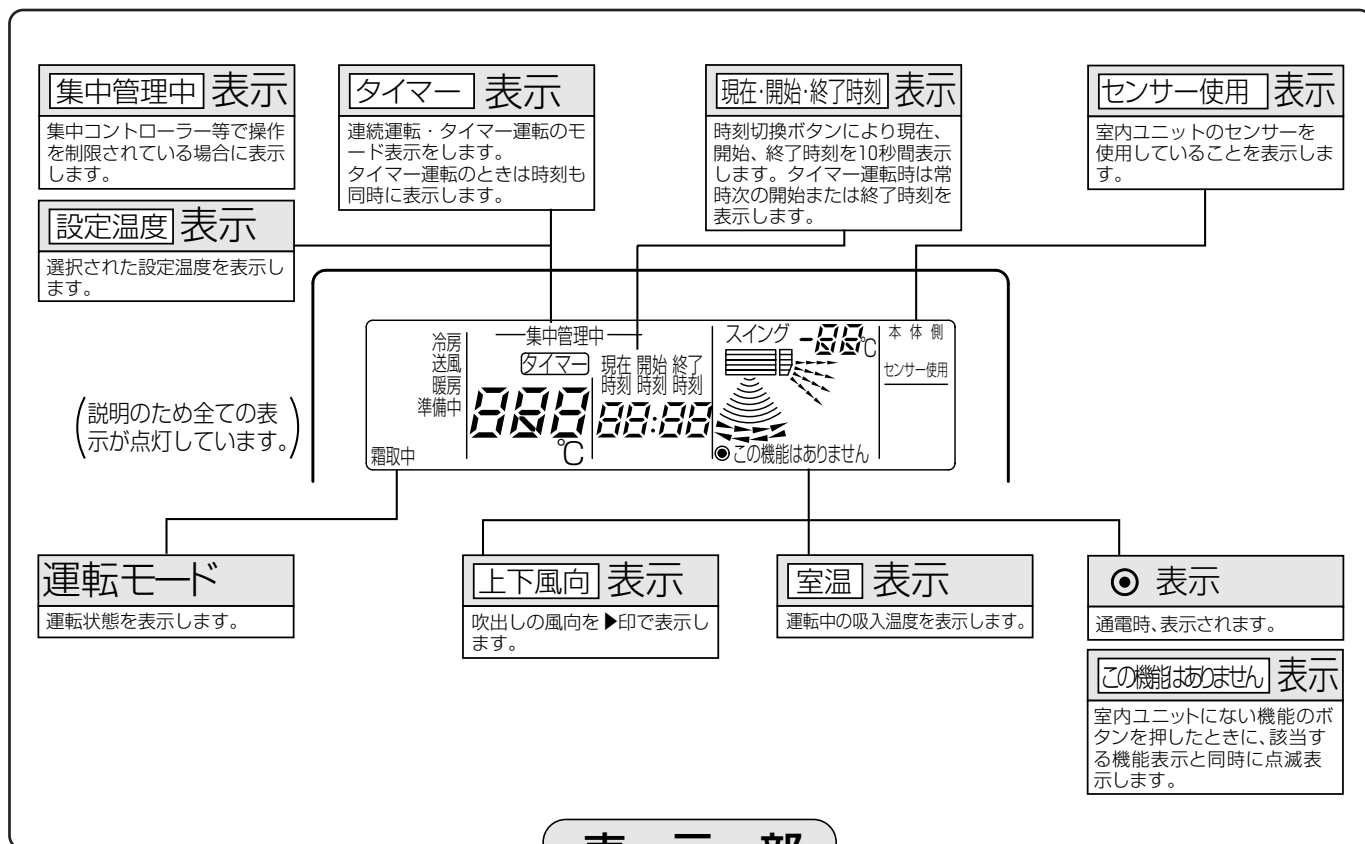 集中管理中 表示
集中コントローラー等で操作
を制限されている場合に表示
します。
設定温度 表示
選択された設定温度を表示し
ます。
タイマー 表示
連続運転・タイマー運転のモ
ード表示をします。
タイマー運転のときは時刻も
同時に表示します。
現在・開始・終了時刻 表示
時刻切換ボタンにより現在、
開始、終了時刻を10秒間表示
します。タイマー運転時は常
時次の開始または終了時刻を
表示します。
センサー使用 表示
室内ユニットのセンサーを
使用していることを表示しま
す。
(説明のため全ての表
示が点灯しています。)
冷房
送風
暖房
準備中
霜取中
集中管理中
タイマー
888
℃
現在 開始 終了
時刻 時刻 時刻
88:88
スイング -88℃
◉この機能はありません
本体側
センサー使用
運転モード
運転状態を表示します。
上下風向 表示
吹出しの風向を▶印で表示し
ます。
室温 表示
運転中の吸入温度を表示します。
◉ 表示
通電時、表示されます。
この機能はありません 表示
室内ユニットにない機能のボ
タンを押したときに、該当す
る機能表示と同時に点滅表
示します。
表示部